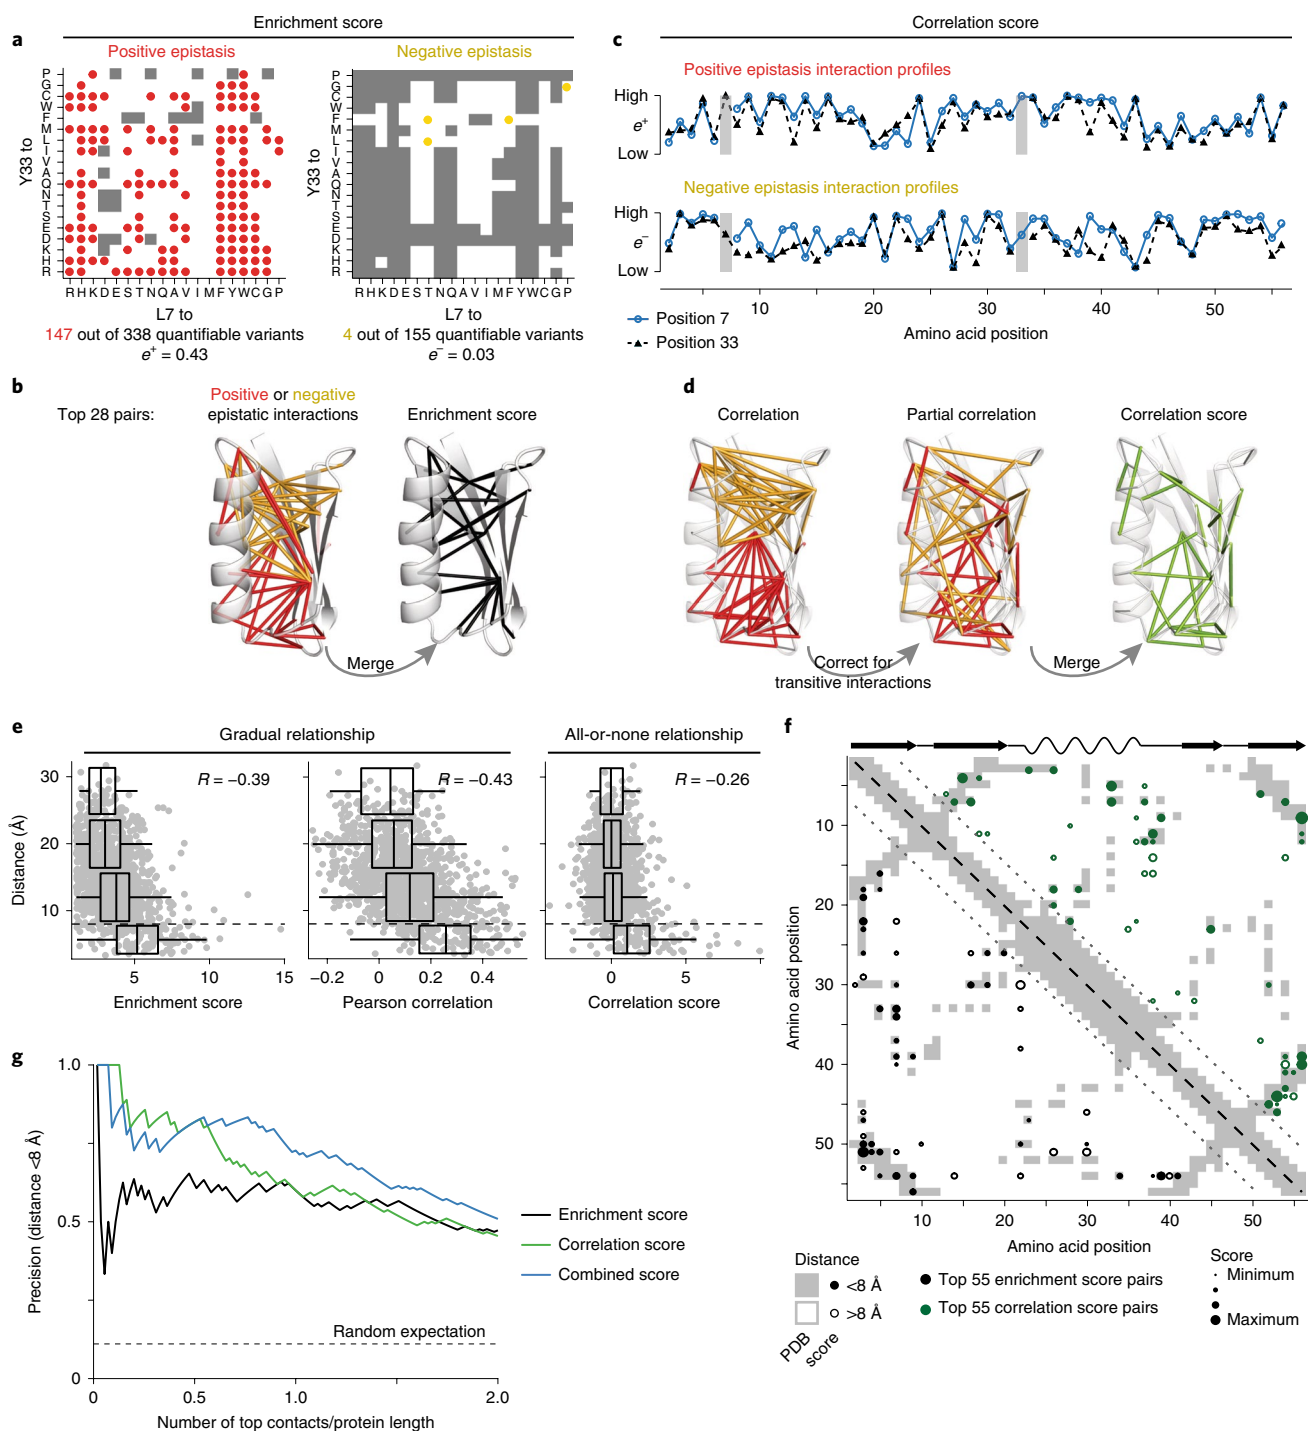 Enrichment score
a
Positive epistasis
Negative epistasis
Y33 to
P
G
C
W
F
M
L
I
V
A
Q
N
T
S
E
D
K
H
R
R H K D E S T N Q A V I M F Y W C G P
L7 to
147 out of 338 quantifiable variants
e+ = 0.43
Y33 to
P
G
C
W
F
M
L
I
V
A
Q
N
T
S
E
D
K
H
R
R H K D E S T N Q A V I M F Y W C G P
L7 to
4 out of 155 quantifiable variants
e− = 0.03
Correlation score
c
Positive epistasis interaction profiles
High
e+
Low
Negative epistasis interaction profiles
High
e−
Low
10 20 30 40 50
Position 7
Position 33
Amino acid position
b
Top 28 pairs:
Positive or negative
epistatic interactions
Enrichment score
Merge
d
Correlation
Partial correlation
Correlation score
Correct for
transitive interactions
Merge
e
Gradual relationship
All-or-none relationship
R = −0.39
R = −0.43
R = −0.26
Distance (Å)
30
20
10
5 10 15
Enrichment score
−0.2 0 0.2 0.4
Pearson correlation
0 5
Correlation score
f
Amino acid position
10
20
30
40
50
10 20 30 40 50
Amino acid position
Distance
<8 Å
>8 Å
PDB
score
Top 55 enrichment score pairs
Top 55 correlation score pairs
Score
Minimum
Maximum
g
Precision (distance <8 Å)
1.0
0.5
0
Enrichment score
Correlation score
Combined score
Random expectation
0 0.5 1.0 2.0
Number of top contacts/protein length